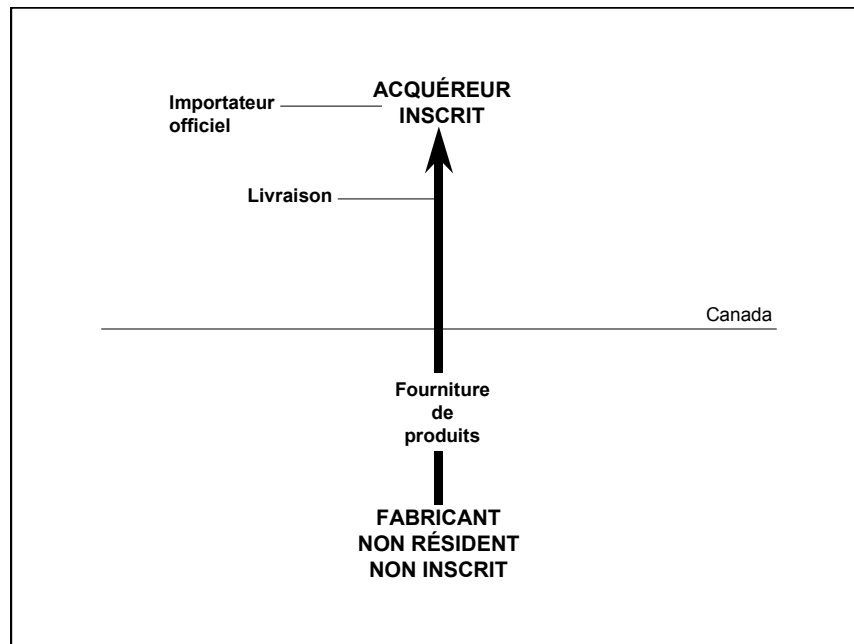 ACQUÉREUR
INSCRIT
Importateur
officiel
Livraison
Canada
Fourniture
de
produits
FABRICANT
NON RÉSIDENT
NON INSCRIT